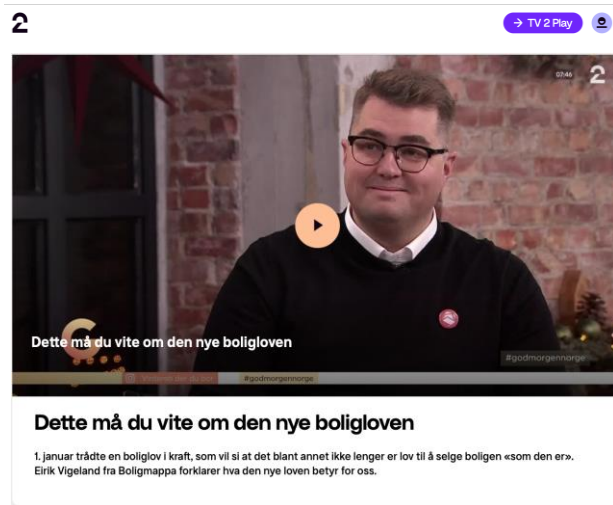 2
→ TV 2 Play
07:46 2
Dette må du vite om den nye boligloven
#godmorgennorge
#godmorgennorge
Dette må du vite om den nye boligloven
1. januar trådte en boliglov i kraft, som vil si at det blant annet ikke lenger er lov til å selge boligen «som den er».
Eirik Vigeland fra Boligmappa forklarer hva den nye loven betyr for oss.